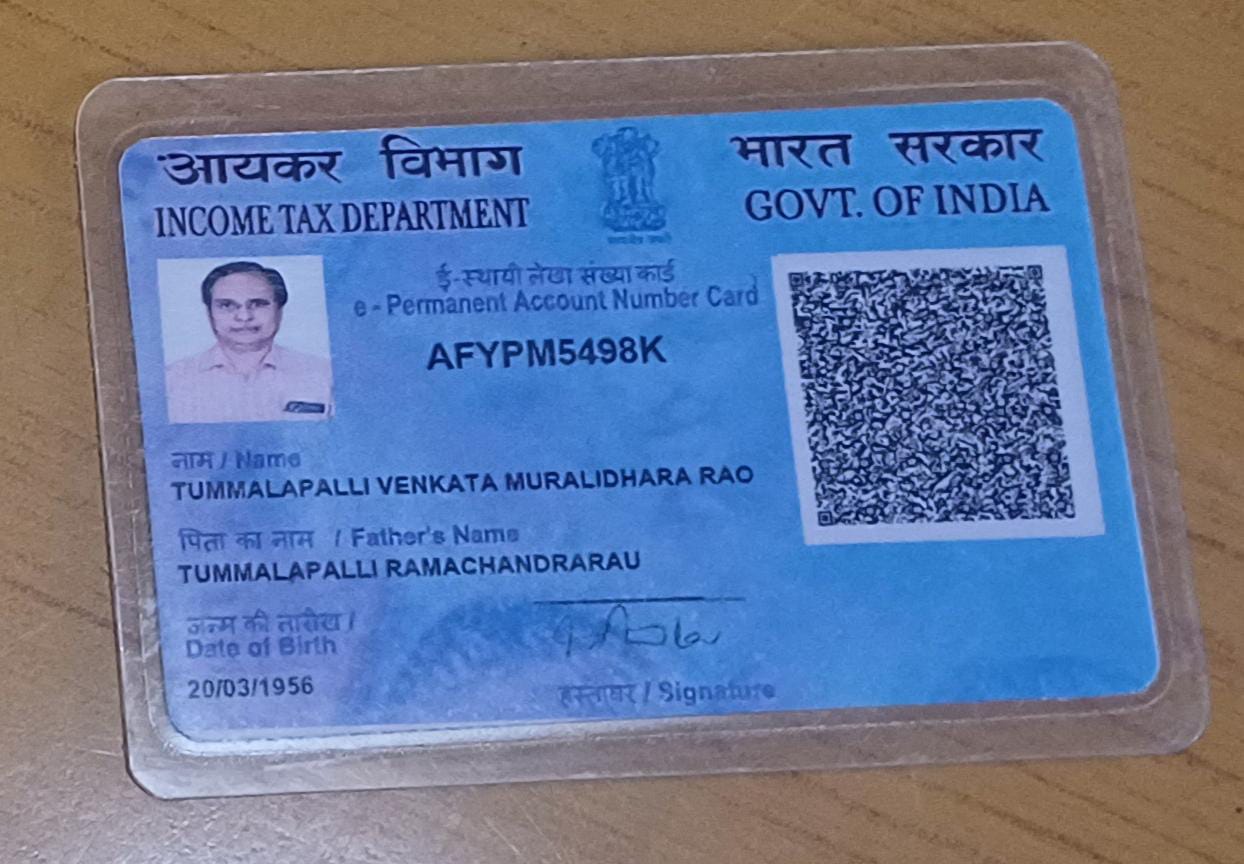 आयकर विभाग
INCOME TAX DEPARTMENT
भारत सरकार
GOVT. OF INDIA
ई-स्थायी लेखा संख्या कार्ड
e - Permanent Account Number Card
AFYPM5498K
नाम / Name
TUMMALAPALLI VENKATA MURALIDHARA RAO
पिता का नाम / Father's Name
TUMMALAPALLI RAMACHANDRARAU
जन्म की तारीख /
Date of Birth
20/03/1956
हस्ताक्षर / Signature